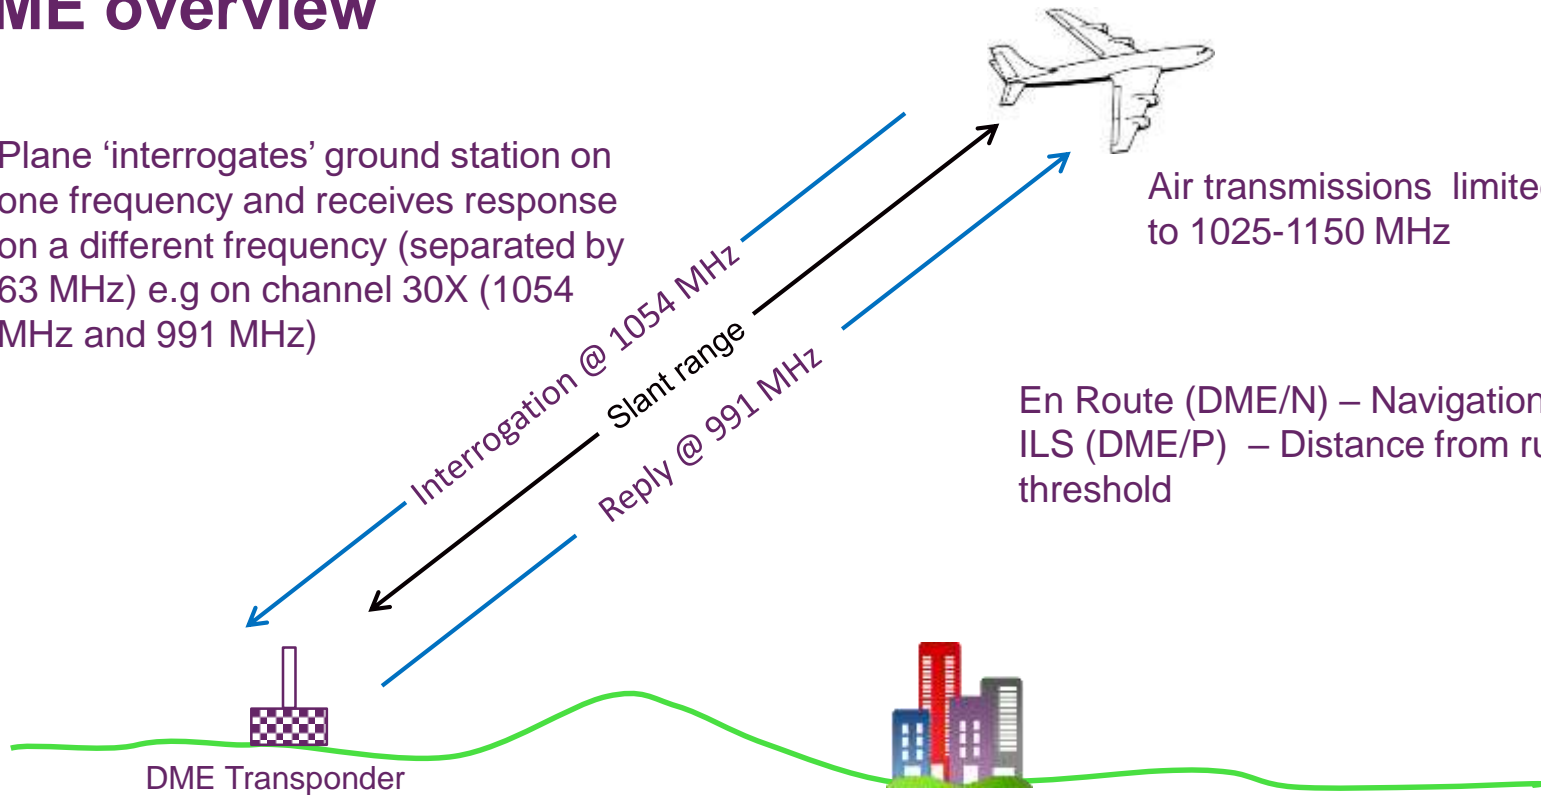 ME overview
Plane ‘interrogates’ ground station on
one frequency and receives response
on a different frequency (separated by
63 MHz) e.g on channel 30X (1054
MHz and 991 MHz)
Air transmissions limite
to 1025-1150 MHz
Interrogation @ 1054 MHz
Slant range
Reply @ 991 MHz
En Route (DME/N) – Navigation
ILS (DME/P) – Distance from ru
threshold
DME Transponder